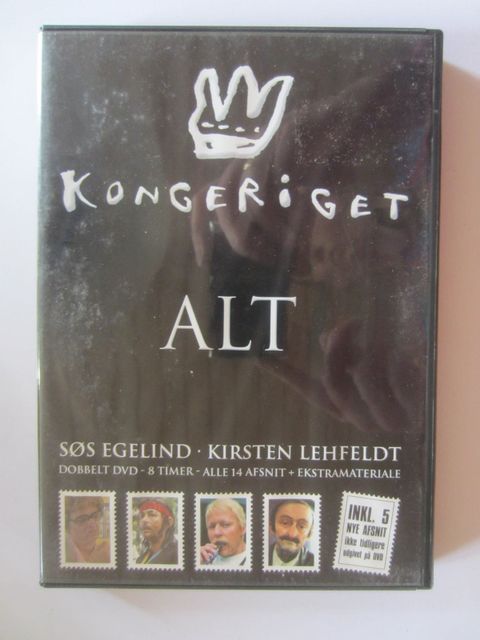 KONGERiGET
ALT
SØS EGELIND · KIRSTEN LEHFELDT
DOBBELT DVD - 8 TIMER - ALLE 14 AFSNIT + EKSTRAMATERIALE
INKL. 5
NYE AFSNIT
ikke tidligere
udgivet på DVD